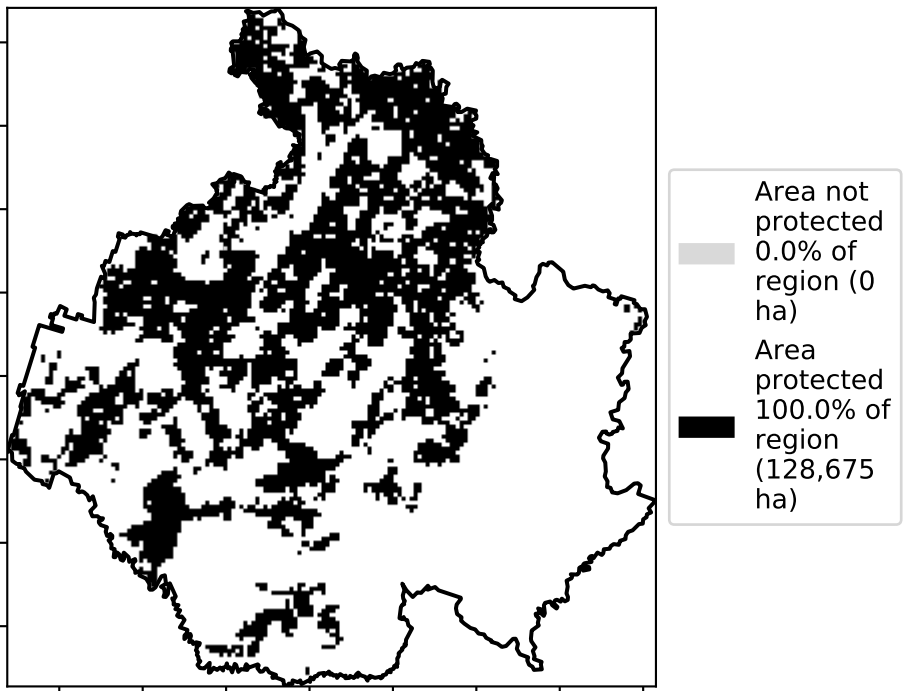 Area not
protected
0.0% of
region (0
ha)
Area
protected
100.0% of
region
(128,675
ha)